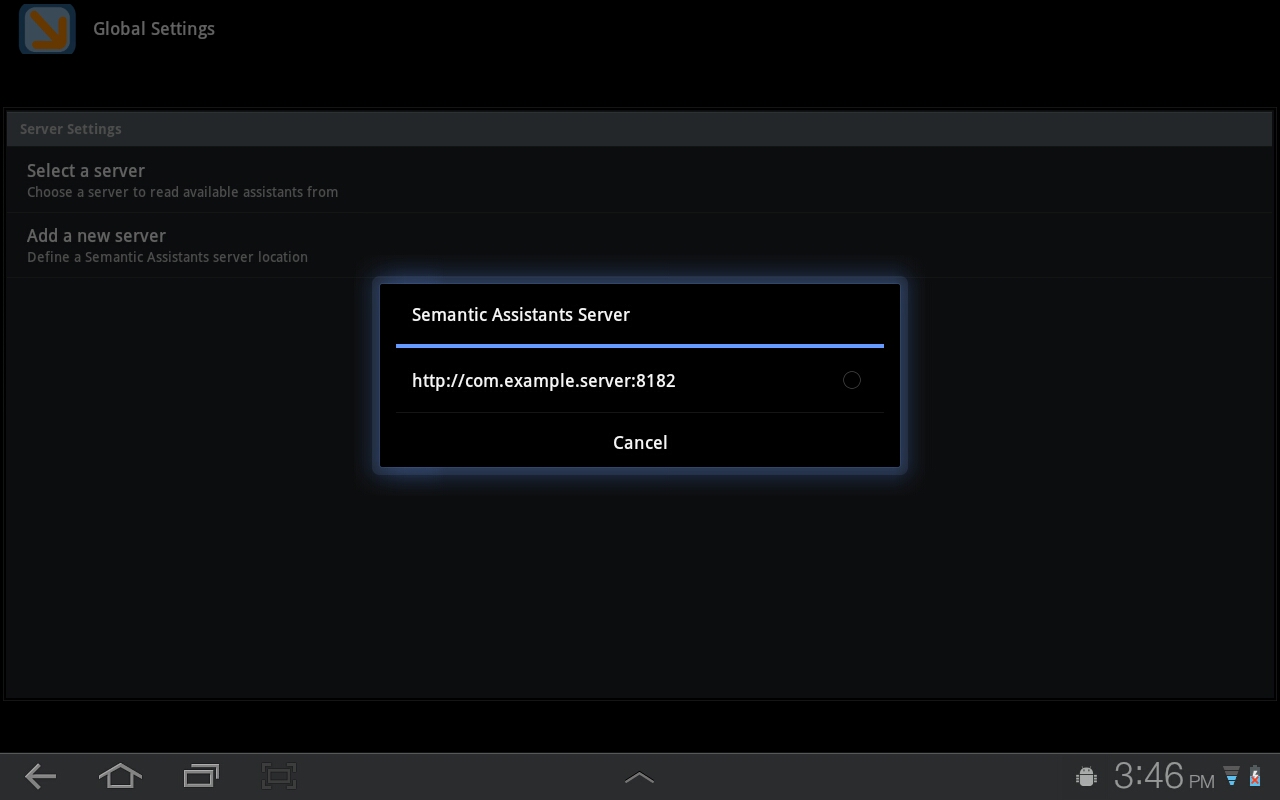 Global Settings
Server Settings
Select a server
Choose a server to read available assistants from
Add a new server
Define a Semantic Assistants server location
Semantic Assistants Server
http://com.example.server:8182
Cancel
3:46 PM